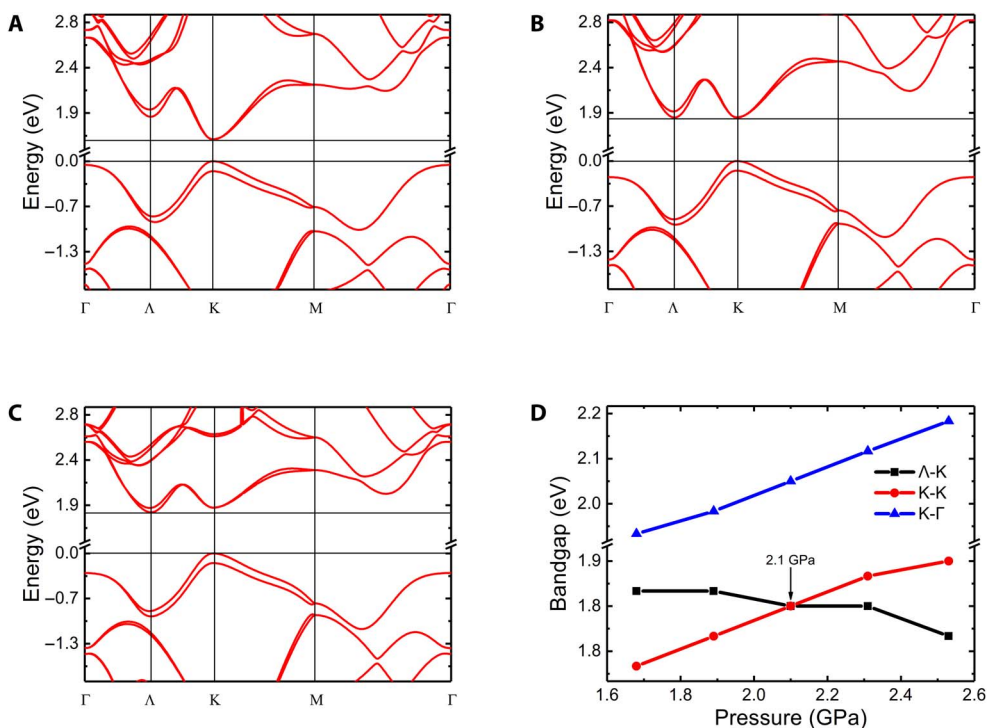 A
Energy (eV)
2.8
2.4
1.9
0.0
−0.7
−1.3
Γ Λ K M Γ
B
Energy (eV)
2.8
2.4
1.9
0.0
−0.7
−1.3
Γ Λ K M Γ
C
Energy (eV)
2.8
2.4
1.9
0.0
−0.7
−1.3
Γ Λ K M Γ
D
Bandgap (eV)
2.2
2.1
2.0
1.9
1.8
1.8
Λ-K
K-K
K-Γ
2.1 GPa
1.6 1.8 2.0 2.2 2.4 2.6
Pressure (GPa)